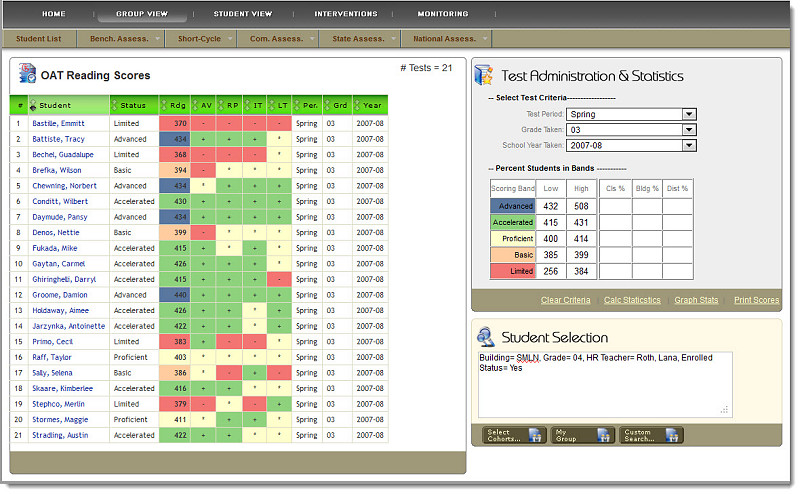 HOME GROUP VIEW STUDENT VIEW INTERVENTIONS MONITORING
Student List Bench. Assess. Short-Cycle Com. Assess. State Assess. National Assess.
OAT Reading Scores
# Tests = 21
# Student Status Rdg AV RP IT LT Per. Grd Year
1 Bastille, Emmitt Limited 370 - - - - Spring 03 2007-08
2 Battiste, Tracy Advanced 434 + + + * Spring 03 2007-08
3 Bechel, Guadalupe Limited 368 - - - * Spring 03 2007-08
4 Brefka, Wilson Basic 394 - * * * Spring 03 2007-08
5 Chewning, Norbert Advanced 434 * + + + Spring 03 2007-08
6 Conditt, Wilbert Accelerated 430 + + + + Spring 03 2007-08
7 Daymude, Pansy Advanced 434 + + + + Spring 03 2007-08
8 Denos, Nettie Basic 399 - * * * Spring 03 2007-08
9 Fukada, Mike Accelerated 415 + * + * Spring 03 2007-08
10 Gaytan, Carmel Accelerated 426 + + + * Spring 03 2007-08
11 Ghiringhelli, Darryl Accelerated 415 + + + - Spring 03 2007-08
12 Groome, Damion Advanced 440 + + + + Spring 03 2007-08
13 Holdaway, Aimee Accelerated 426 + + * + Spring 03 2007-08
14 Jarzynka, Antoinette Accelerated 422 + + * + Spring 03 2007-08
15 Primo, Cecil Limited 383 + - - * Spring 03 2007-08
16 Raff, Taylor Proficient 403 * * * * Spring 03 2007-08
17 Sally, Selena Basic 386 * - + - Spring 03 2007-08
18 Skaare, Kimberlee Accelerated 416 + + * * Spring 03 2007-08
19 Stephco, Merlin Limited 379 - * - + Spring 03 2007-08
20 Stormes, Maggie Proficient 411 * + + * Spring 03 2007-08
21 Stradling, Austin Accelerated 422 + + * * Spring 03 2007-08
Test Administration & Statistics
-- Select Test Criteria------------------
Test Period: Spring
Grade Taken: 03
School Year Taken: 2007-08
-- Percent Students in Bands -----------
Scoring Band Low High Cls % Bldg % Dist %
Advanced 432 508
Accelerated 415 431
Proficient 400 414
Basic 385 399
Limited 266 384
Clear Criteria Calc Statiscstics Graph Stats Print Scores
Student Selection
Building= SMLN, Grade= 04, HR Teacher= Roth, Lana, Enrolled
Status= Yes
Select Cohorts... My Group Custom Search...